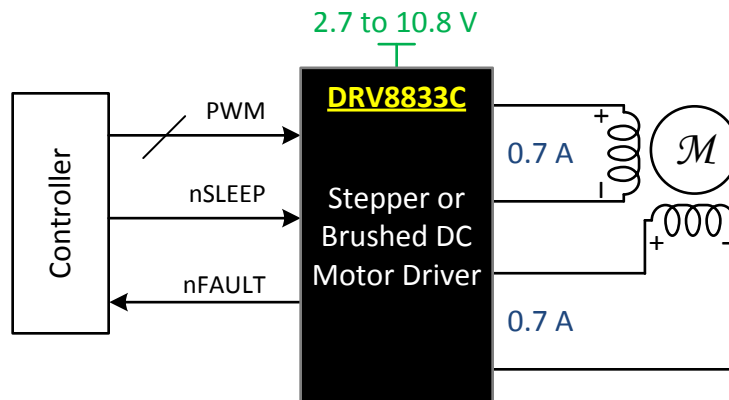 2.7 to 10.8 V
Controller
PWM
nSLEEP
nFAULT
DRV8833C
Stepper or
Brushed DC
Motor Driver
0.7 A
0.7 A
+
–
M
+
-